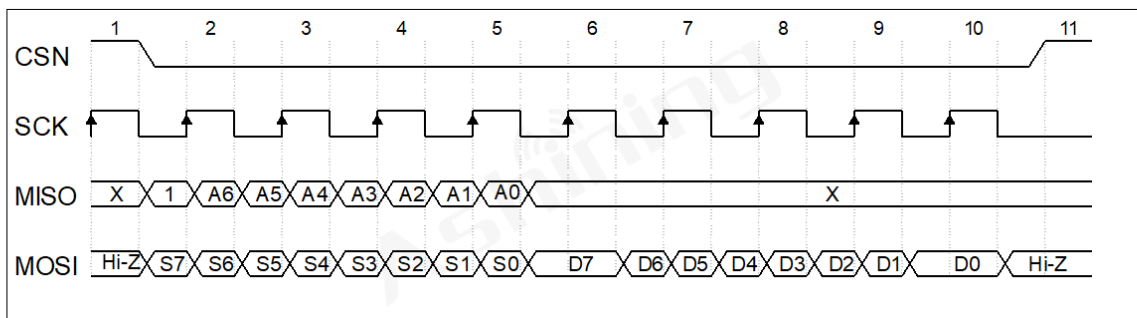 1 2 3 4 5 6 7 8 9 10 11
CSN
SCK
MISO X 1 A6 A5 A4 A3 A2 A1 A0 X
MOSI Hi-Z S7 S6 S5 S4 S3 S2 S1 S0 D7 D6 D5 D4 D3 D2 D1 D0 Hi-Z
Ashining